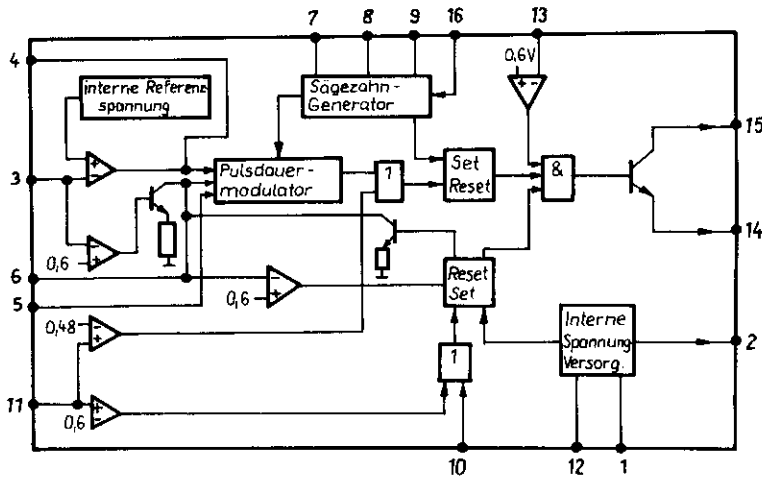 7
8
9
16
13
4
0,6V
+ -
interne Referenz-
spannung
Sägezahn-
Generator
15
+
-
3
Pulsdauer-
modulator
1
Set
Reset
&
-
+
0,6
14
6
-
+
0,6
Reset
Set
5
0,48
-
+
Interne
Spannung
Versorg.
2
1
11
+
-
0,6
10
12
1